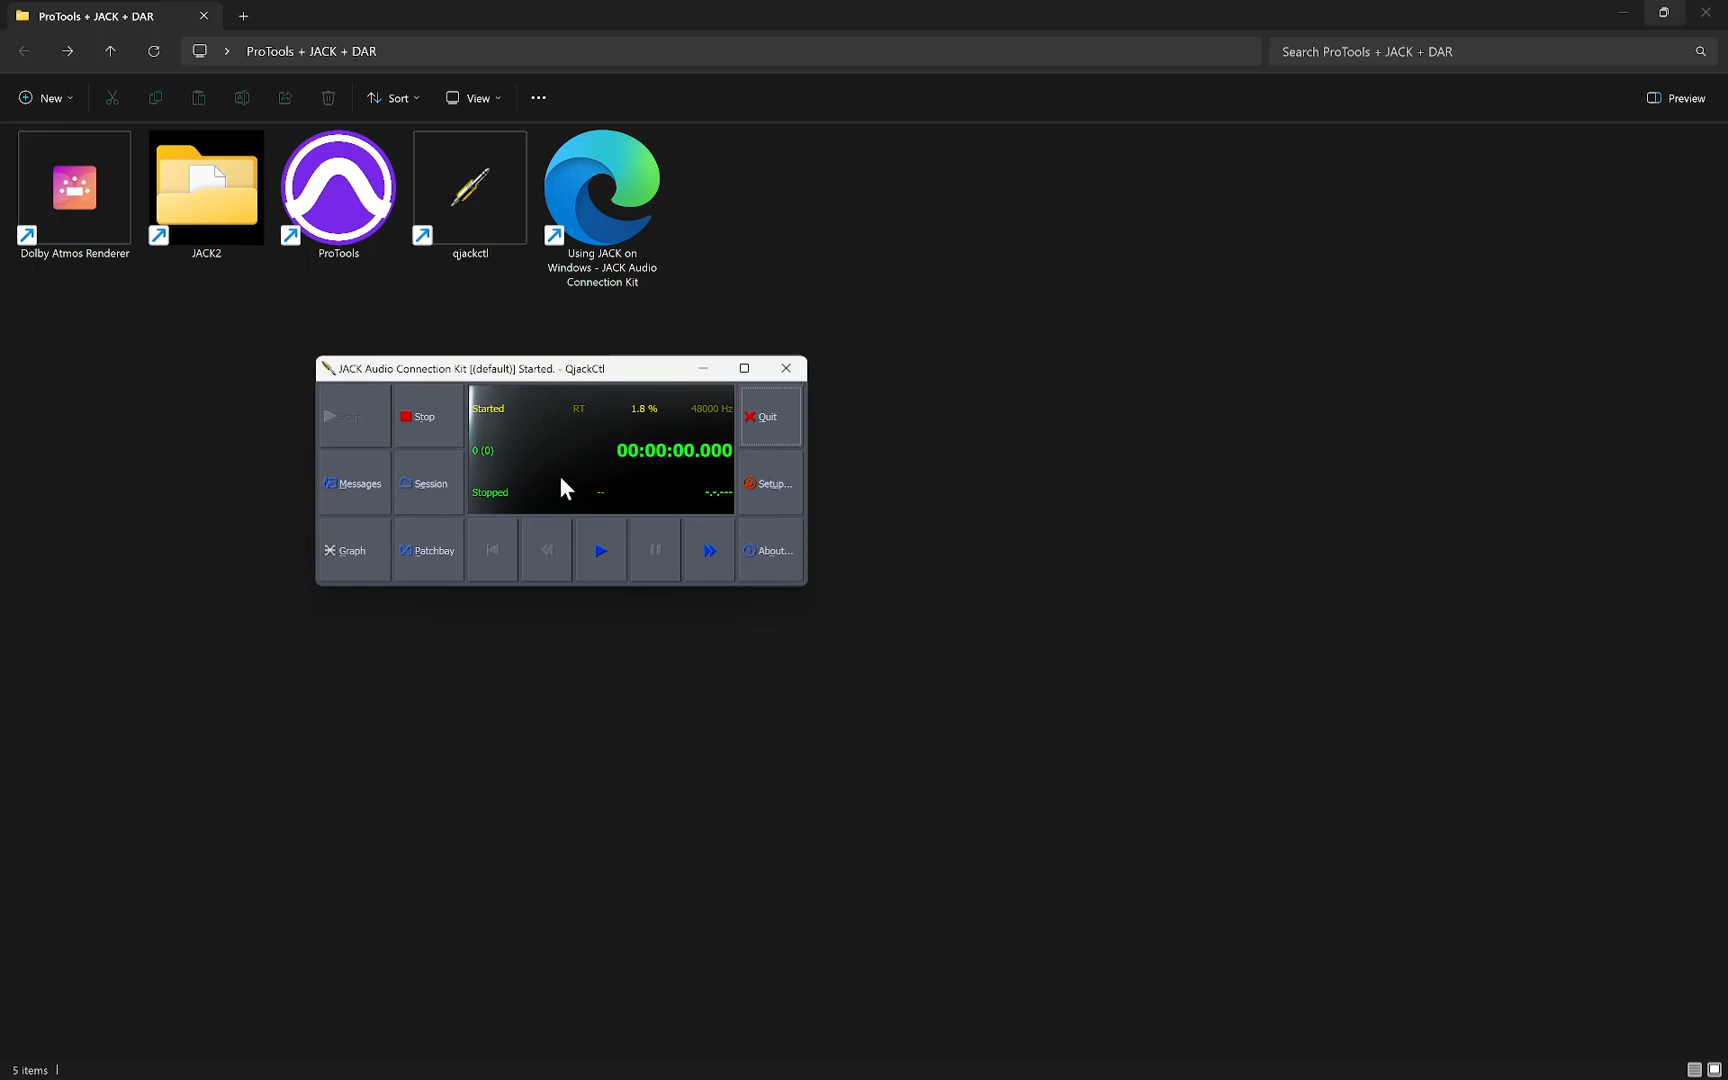 ProTools + JACK + DAR
ProTools + JACK + DAR
Search ProTools + JACK + DAR
New
Sort
View
Preview
Dolby Atmos Renderer
JACK2
ProTools
qjackctl
Using JACK on
Windows - JACK Audio
Connection Kit
JACK Audio Connection Kit [(default)] Started. - QjackCtl
Start
Stop
Started
RT
1.8 %
48000 Hz
Quit
0 (0)
00:00:00.000
Messages
Session
Stopped
--
-.-.---
Setup...
Graph
Patchbay
About...
5 items